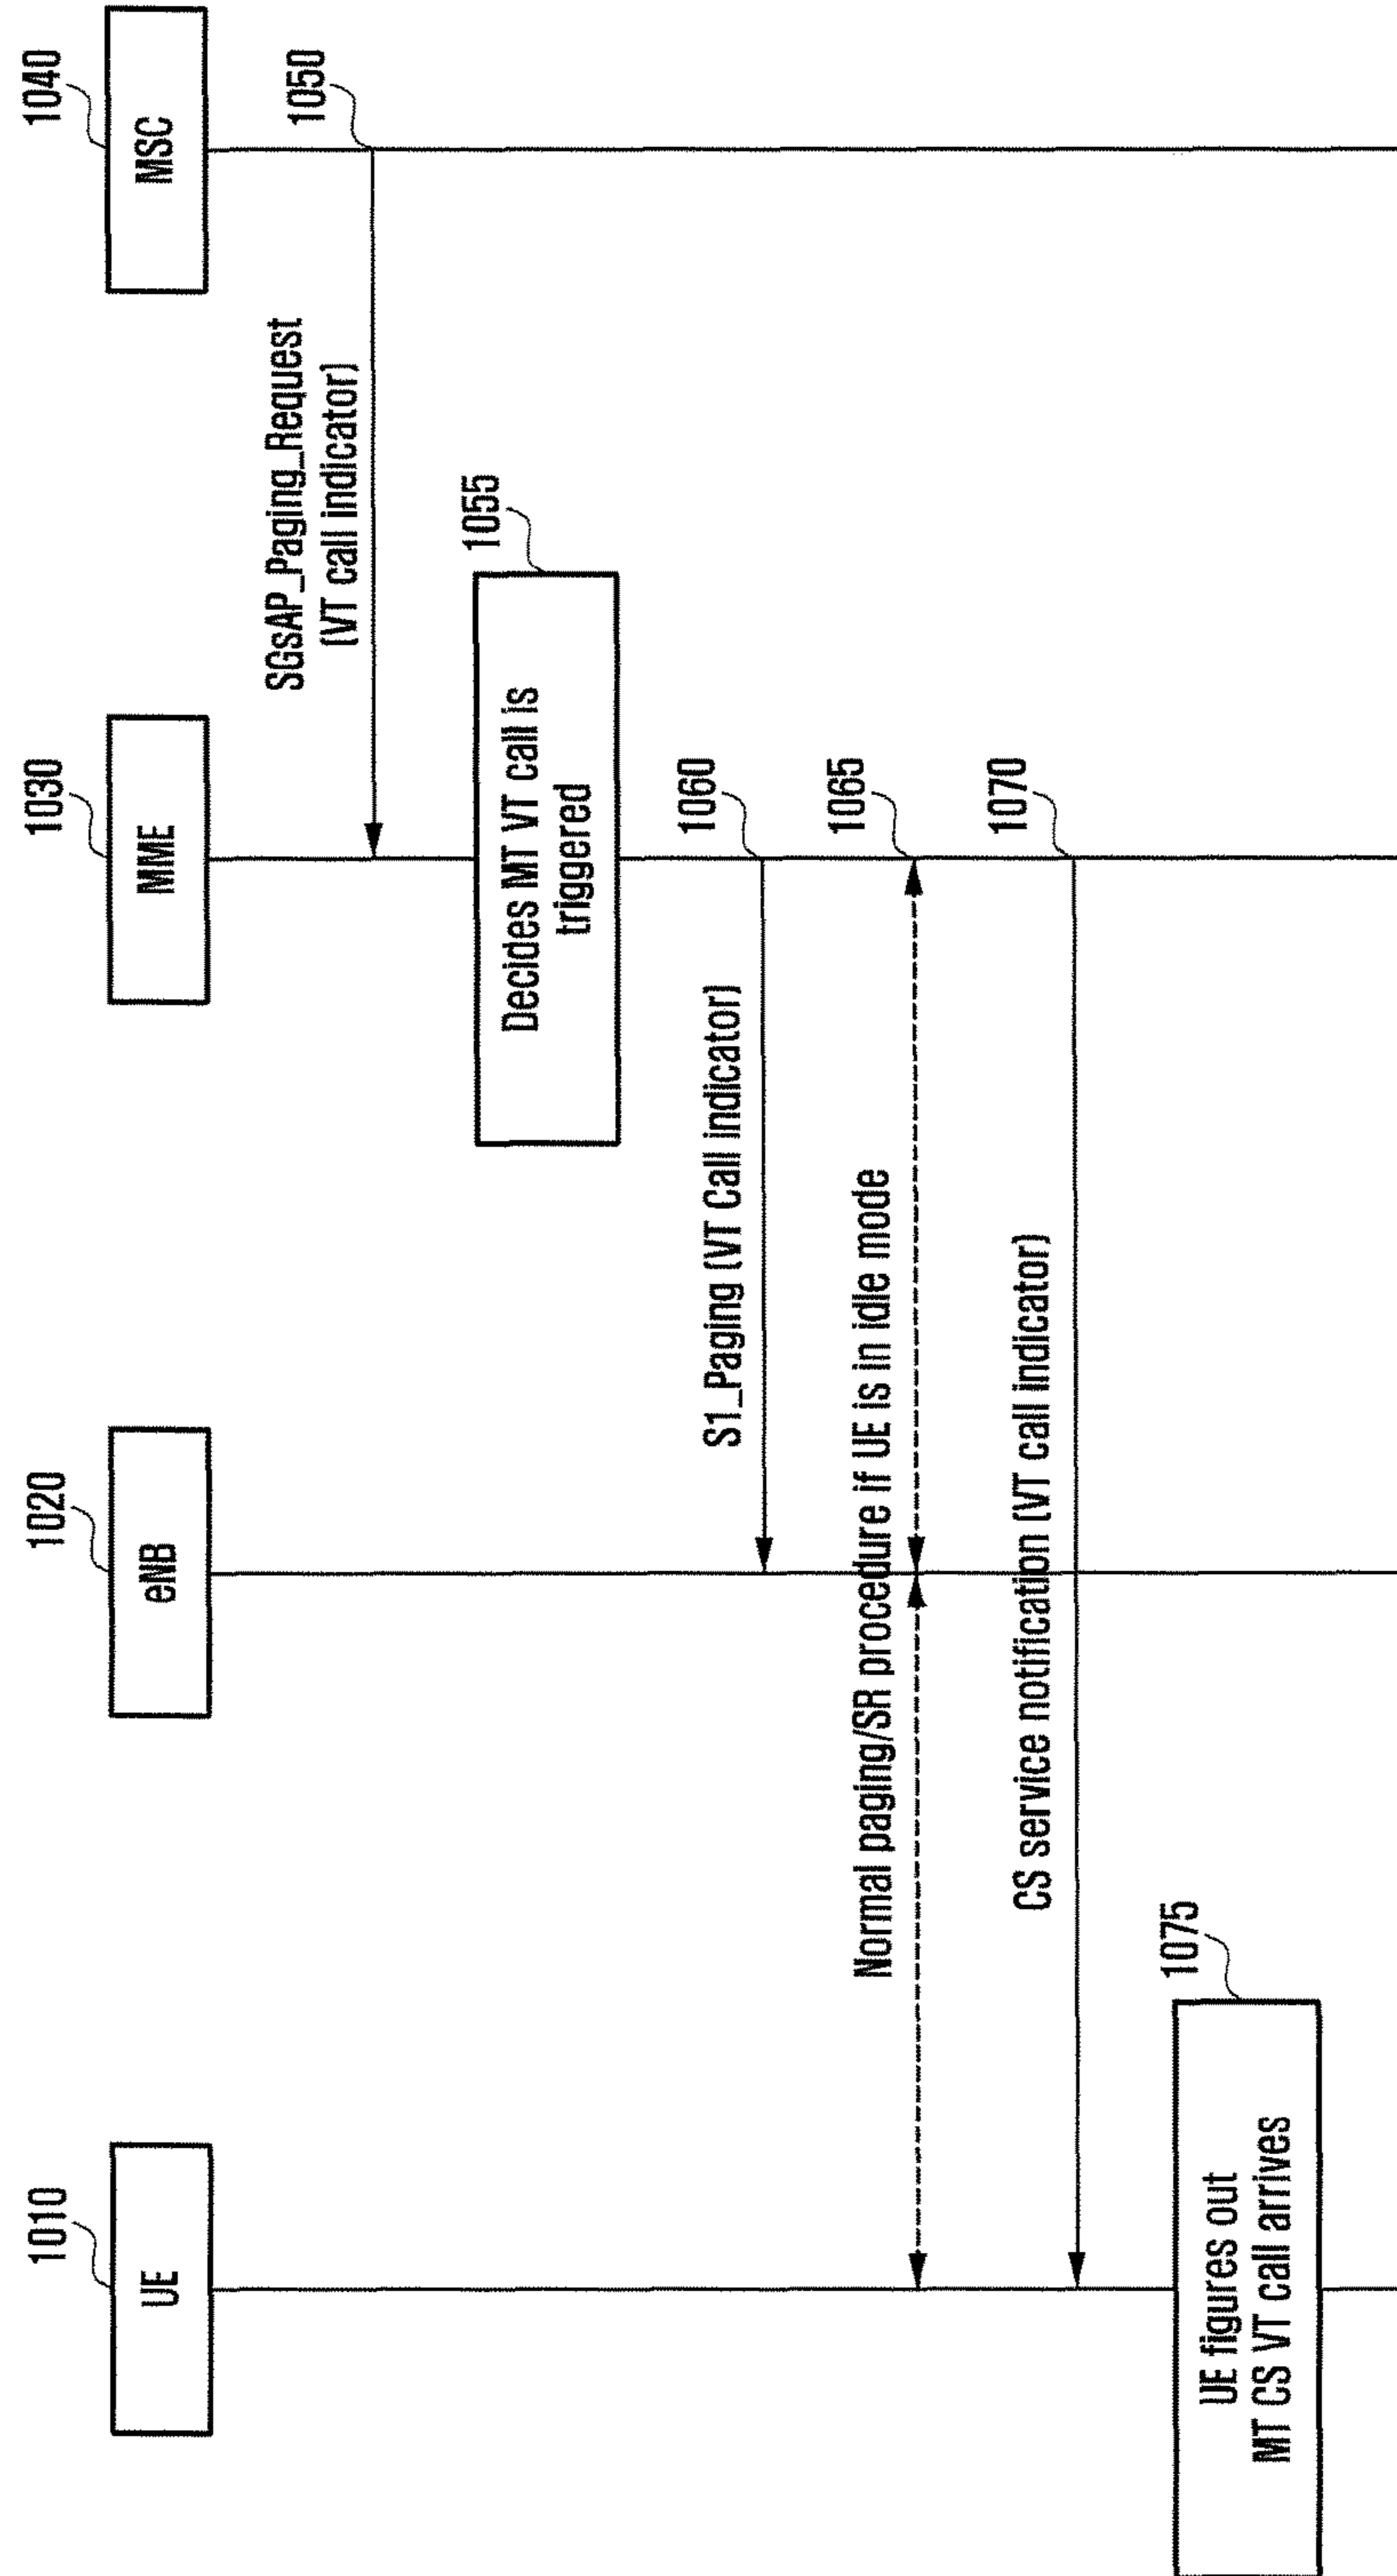 1010
UE
1020
eNB
1030
MME
1040
MSC
1050
SGsAP_Paging_Request
(VT call indicator)
1055
Decides MT VT call is
triggered
1060
S1_Paging (VT Call indicator)
1065
Normal paging/SR procedure if UE is in idle mode
1070
CS service notification (VT call indicator)
1075
UE figures out
MT CS VT call arrives